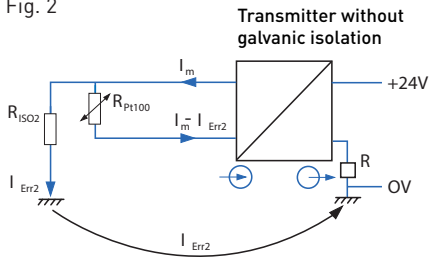 Fig. 2
Transmitter without
galvanic isolation
I m
+24V
R ISO2
R Pt100
I m - I Err2
R
I Err2
OV
I Err2